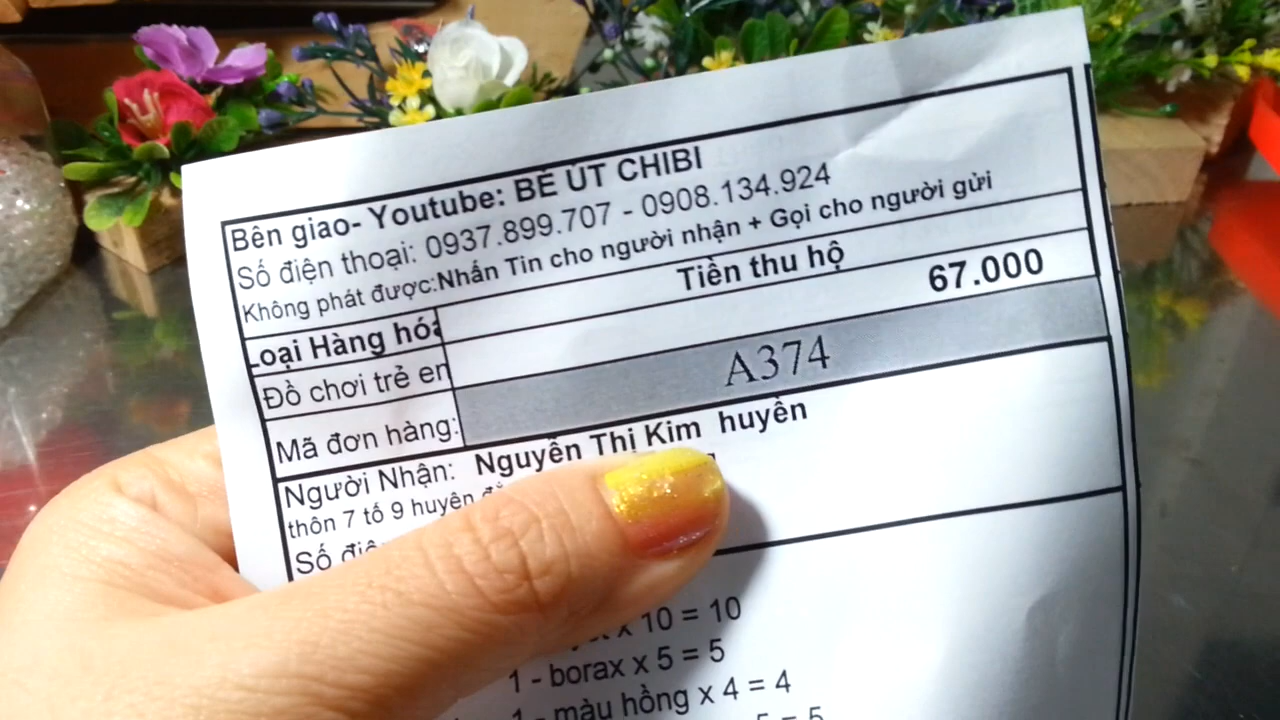 Bên giao- Youtube: BÉ ÚT CHIBI
Số điện thoại: 0937.899.707 - 0908.134.924
Không phát được:Nhắn Tin cho người nhận + Gọi cho người gửi
Loại Hàng hóa
Tiền thu hộ
Đồ chơi trẻ em
67.000
Mã đơn hàng:
A374
Người Nhận: Nguyễn Thị Kim huyền
thôn 7 tổ 9 huyện
Số
x 10 = 10
1 - borax x 5 = 5
1 - màu hồng x 4 = 4
5 = 5